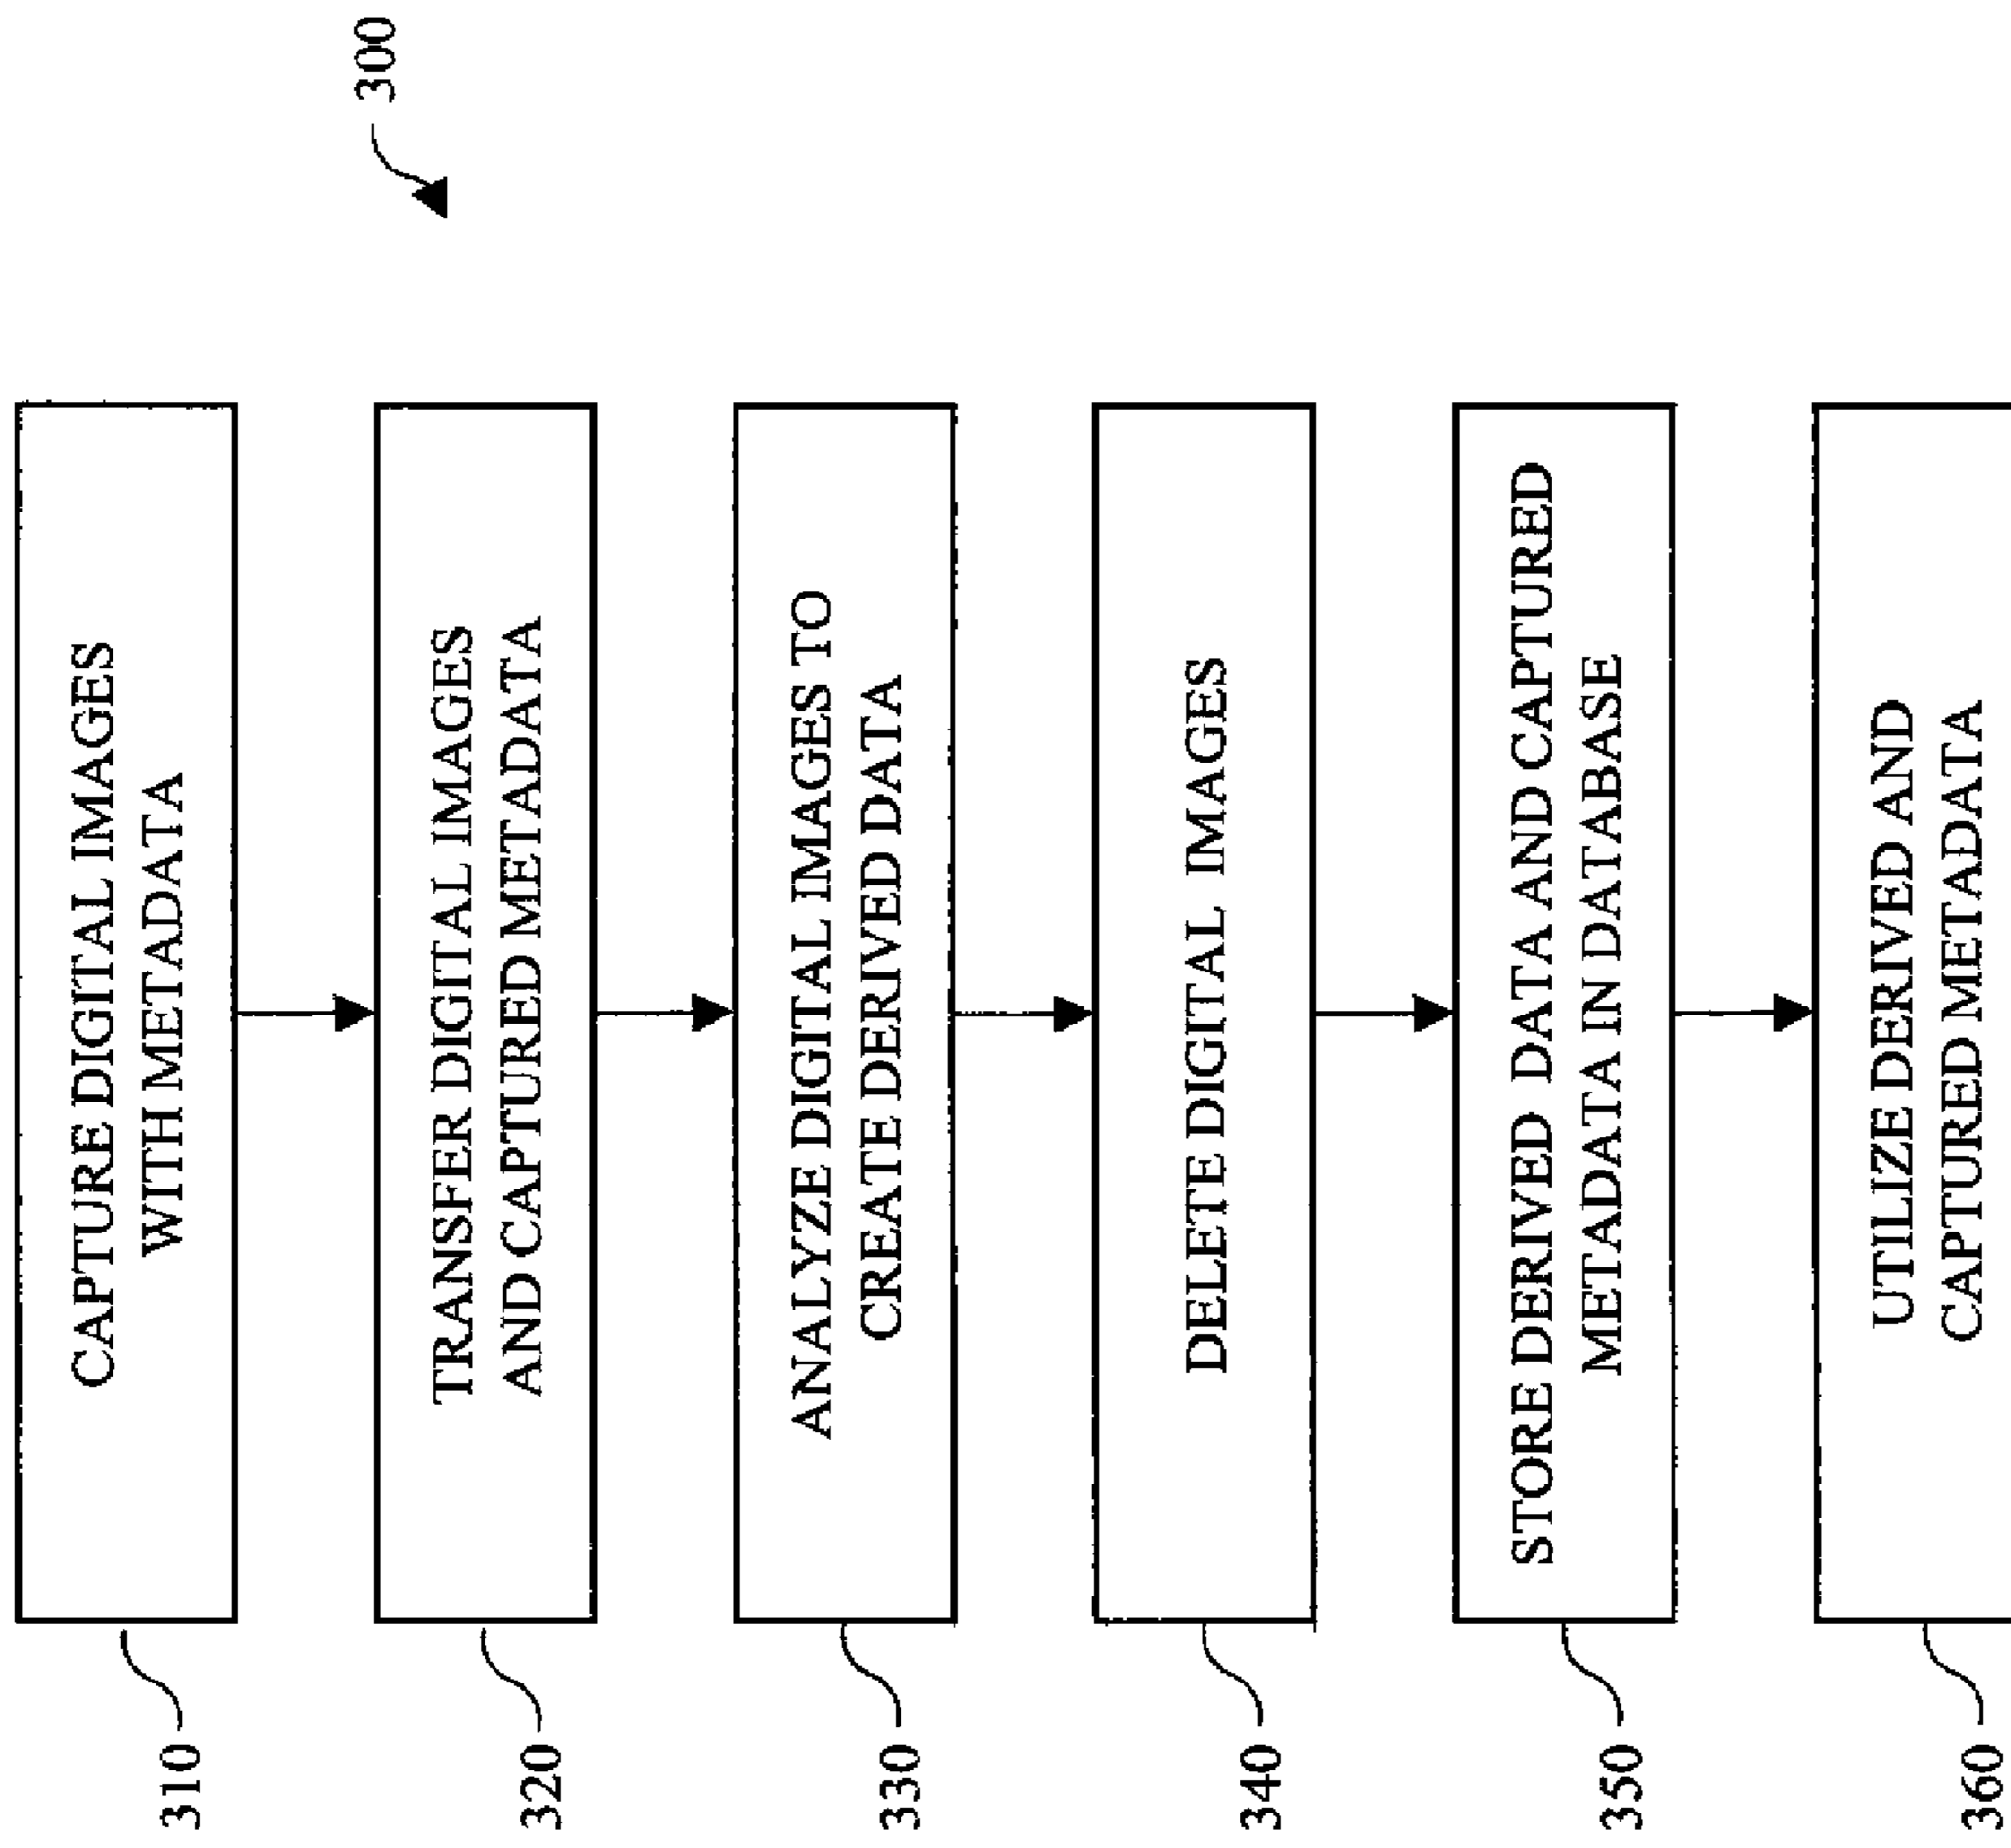 300
310
CAPTURE DIGITAL IMAGES
WITH METADATA
320
TRANSFER DIGITAL IMAGES
AND CAPTURED METADATA
330
ANALYZE DIGITAL IMAGES TO
CREATE DERIVED DATA
340
DELETE DIGITAL IMAGES
350
STORE DERIVED DATA AND CAPTURED
METADATA IN DATABASE
360
UTILIZE DERIVED AND
CAPTURED METADATA